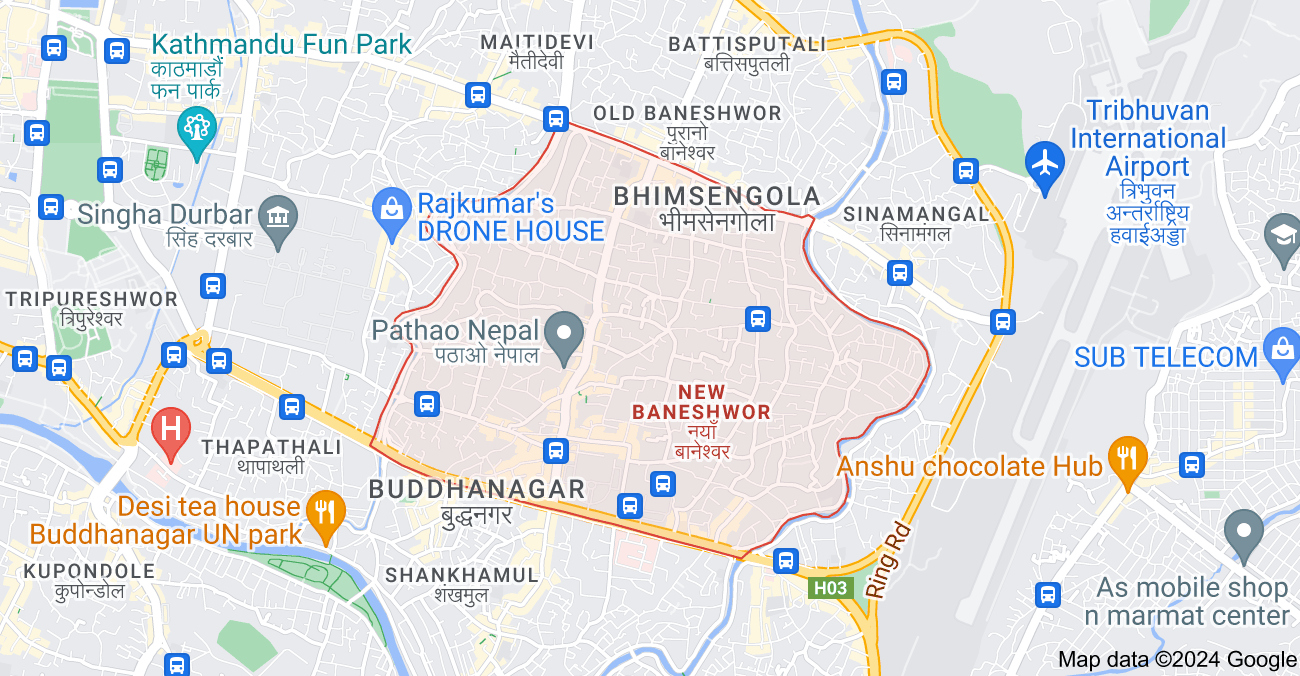 MAITIDEVI
मैतीदेवी
BATTISPUTALI
बत्तिसपुतली
Kathmandu Fun Park
काठमाडौं
फन पार्क
OLD BANESHWOR
पुरानो
बानेश्वर
Tribhuvan
International
Airport
त्रिभुवन
अन्तर्राष्ट्रिय
हवाईअड्डा
BHIMSENGOLA
भीमसेनगोला
Rajkumar's
DRONE HOUSE
Singha Durbar
सिंह दरबार
SINAMANGAL
सिनामंगल
TRIPURESHWOR
त्रिपुरेश्वर
Pathao Nepal
पठाओ नेपाल
SUB TELECOM
NEW
BANESHWOR
नयाँ
बानेश्वर
H
THAPATHALI
थापाथली
Anshu chocolate Hub
BUDDHANAGAR
बुद्धनगर
Desi tea house
Buddhanagar UN park
Ring Rd
KUPONDOLE
कुपोन्डोल
SHANKHAMUL
शंखमुल
H03
As mobile shop
n marmat center
Map data ©2024 Google